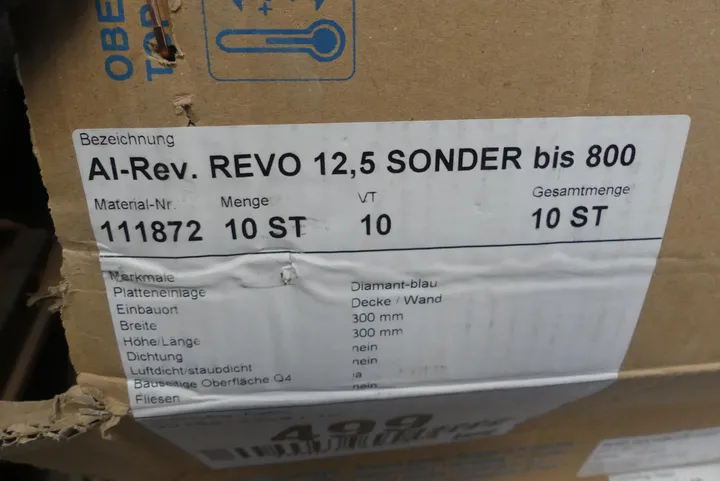 OBE
TOP
Bezeichnung
Al-Rev. REVO 12,5 SONDER bis 800
Material-Nr. Menge VT Gesamtmenge
111872 10 ST 10 10 ST
Merkmale
Platteneinlage Diamant-blau
Einbauort Decke / Wand
Breite 300 mm
Höhe/Länge 300 mm
Dichtung nein
Luftdicht/staubdicht nein
Bauseitige Oberfläche Q4 ja
Fliesen nein
499